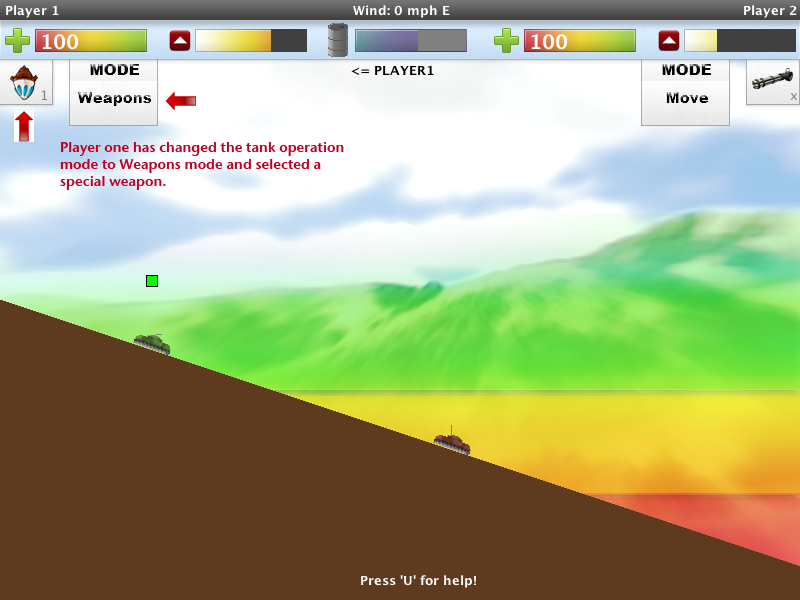 Player 1
Wind: 0 mph E
Player 2
100
100
1
MODE
Weapons
<= PLAYER1
MODE
Move
x
Player one has changed the tank operation
mode to Weapons mode and selected a
special weapon.
Press 'U' for help!